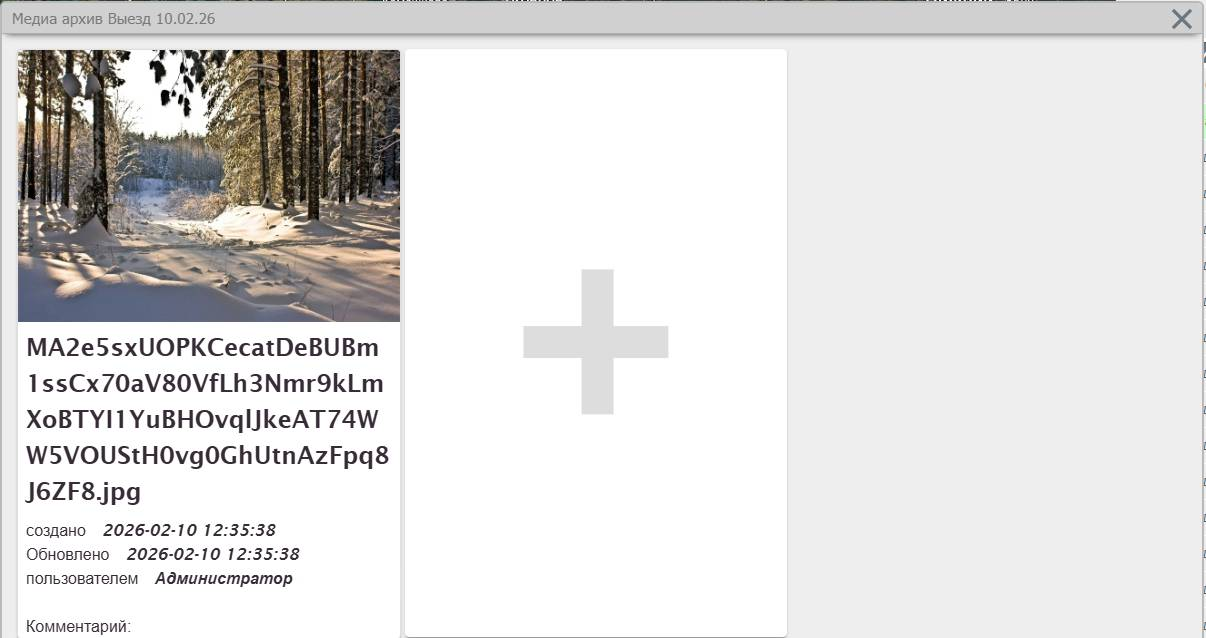 Медиа архив Выезд 10.02.26
MA2e5sxUOPKCecatDeBUBm
1ssCx70aV80VfLh3Nmr9kLm
XoBTYI1YuBHOvqlJkeAT74W
W5VOUStH0vg0GhUtnAzFpq8
J6ZF8.jpg
создано 2026-02-10 12:35:38
Обновлено 2026-02-10 12:35:38
пользователем Администратор
Комментарий: